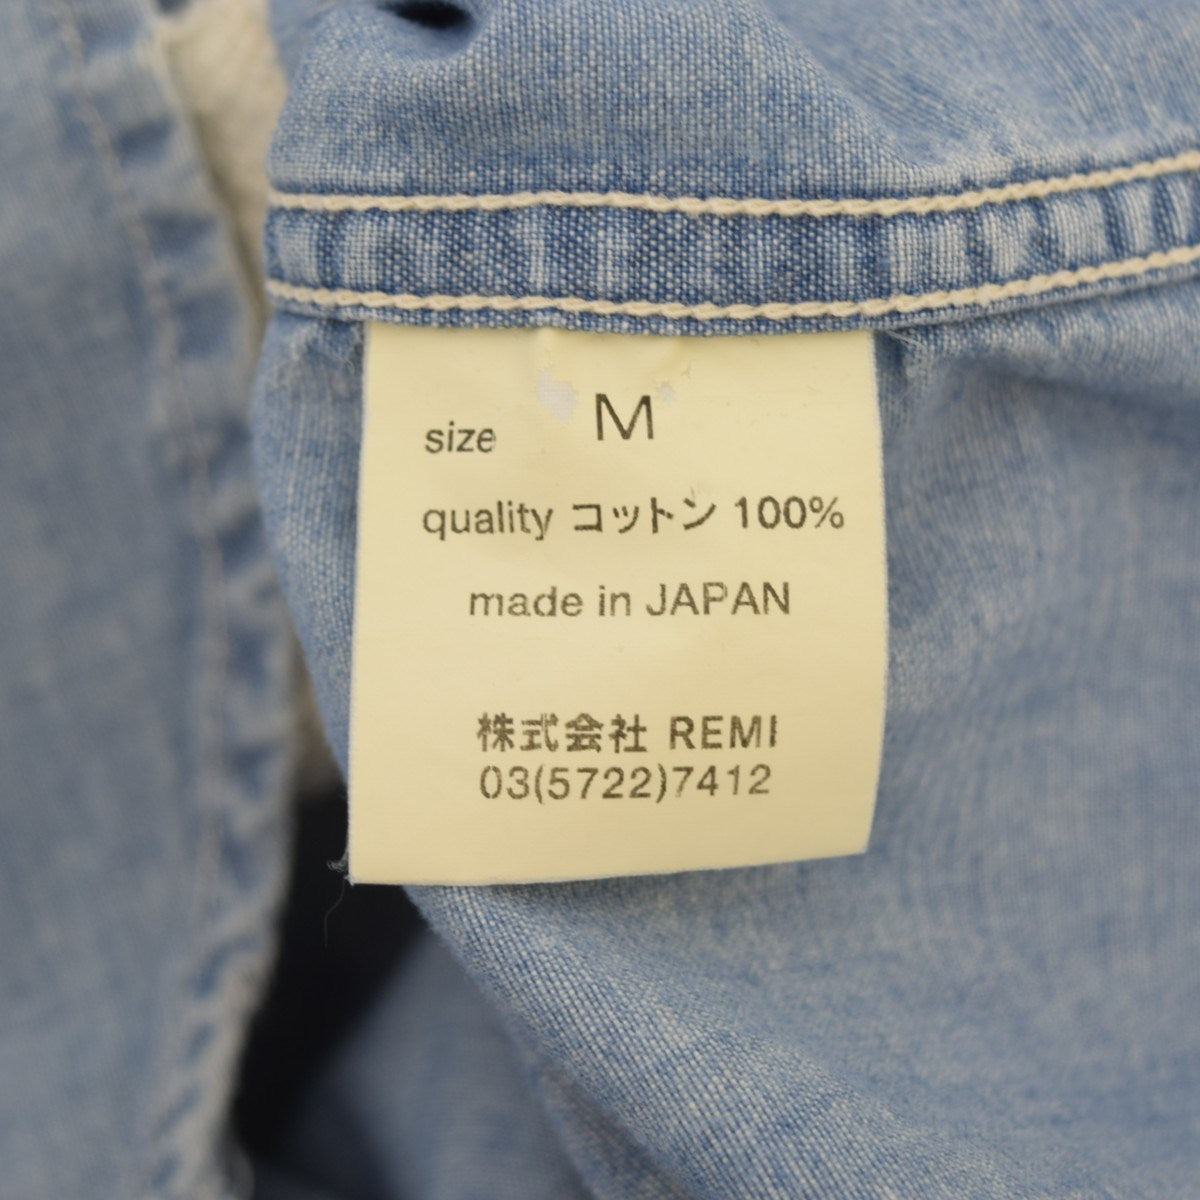 size M
quality コットン 100%
made in JAPAN
株式会社 REMI
03(5722)7412